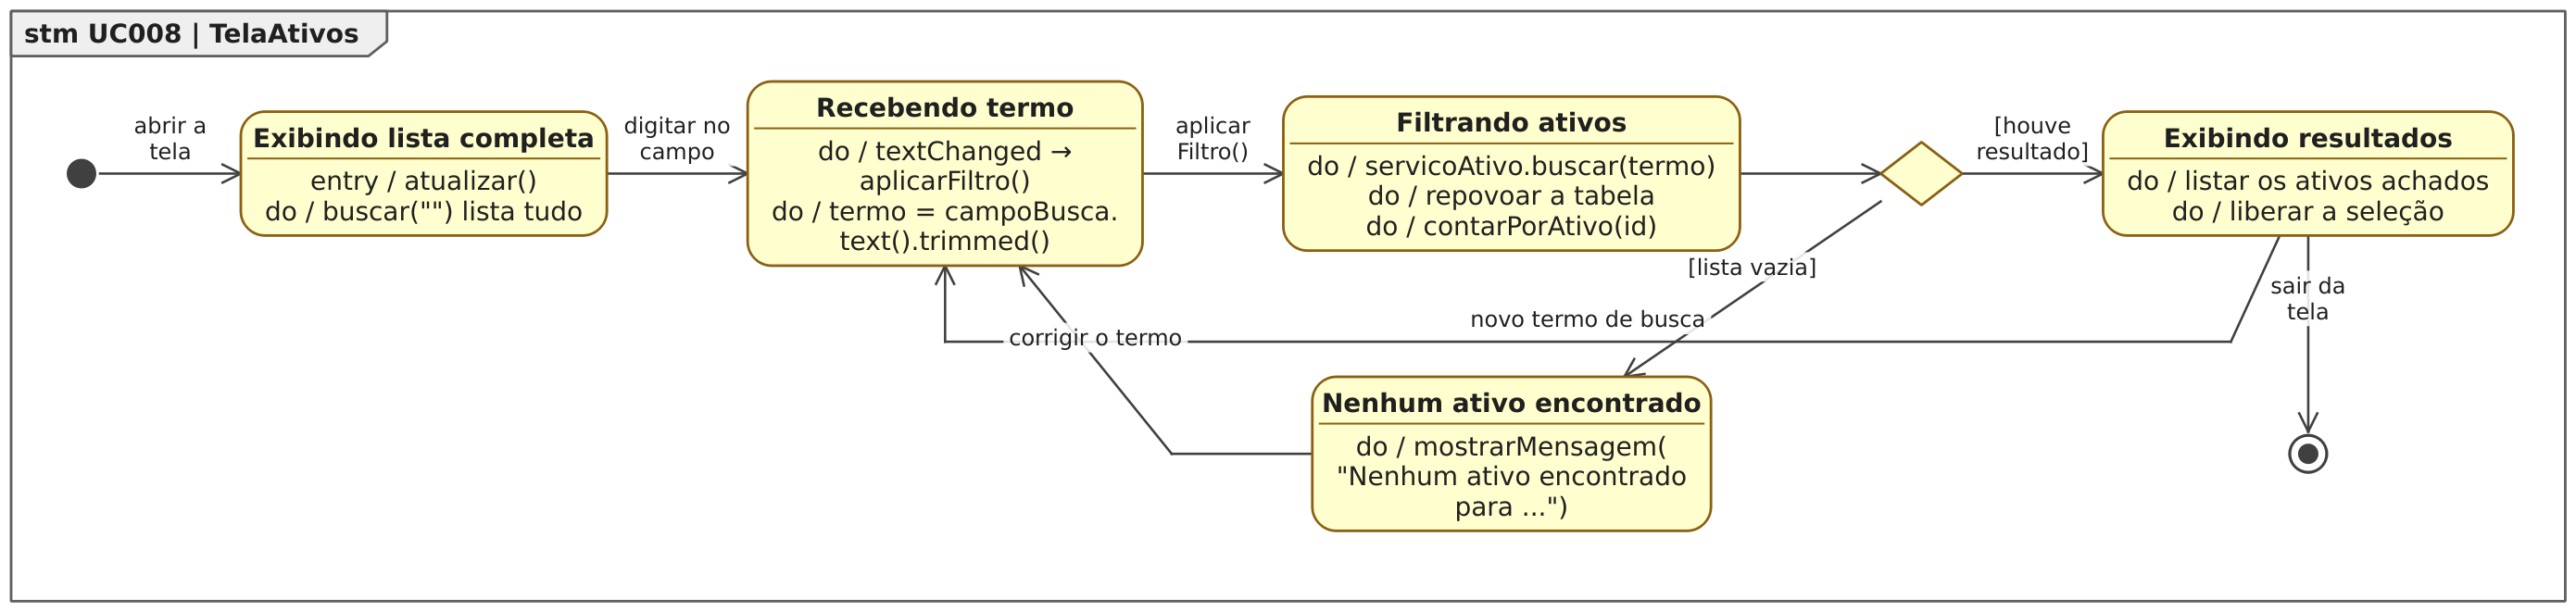 stm UC008 | TelaAtivos
abrir a
tela
Exibindo lista completa
entry / atualizar()
do / buscar("") lista tudo
digitar no
campo
Recebendo termo
do / textChanged →
aplicarFiltro()
do / termo = campoBusca.
text().trimmed()
aplicar
Filtro()
Filtrando ativos
do / servicoAtivo.buscar(termo)
do / repovoar a tabela
do / contarPorAtivo(id)
[houve
resultado]
Exibindo resultados
do / listar os ativos achados
do / liberar a seleção
[lista vazia]
sair da
tela
novo termo de busca
corrigir o termo
Nenhum ativo encontrado
do / mostrarMensagem(
"Nenhum ativo encontrado
para ...")